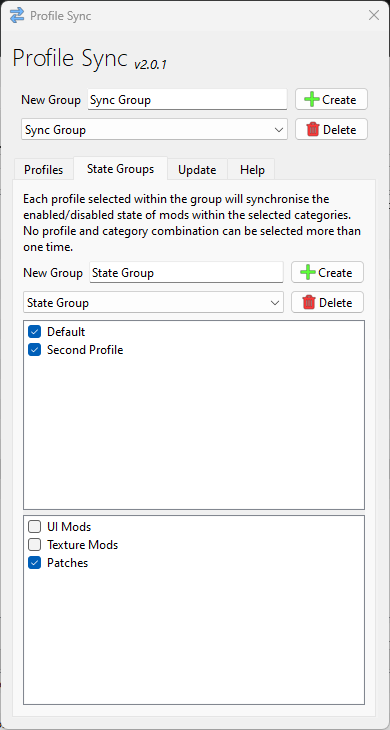 Profile Sync
Profile Sync v2.0.1
New Group Sync Group Create
Sync Group Delete
Profiles State Groups Update Help
Each profile selected within the group will synchronise the
enabled/disabled state of mods within the selected categories.
No profile and category combination can be selected more than
one time.
New Group State Group Create
State Group Delete
Default
Second Profile
UI Mods
Texture Mods
Patches